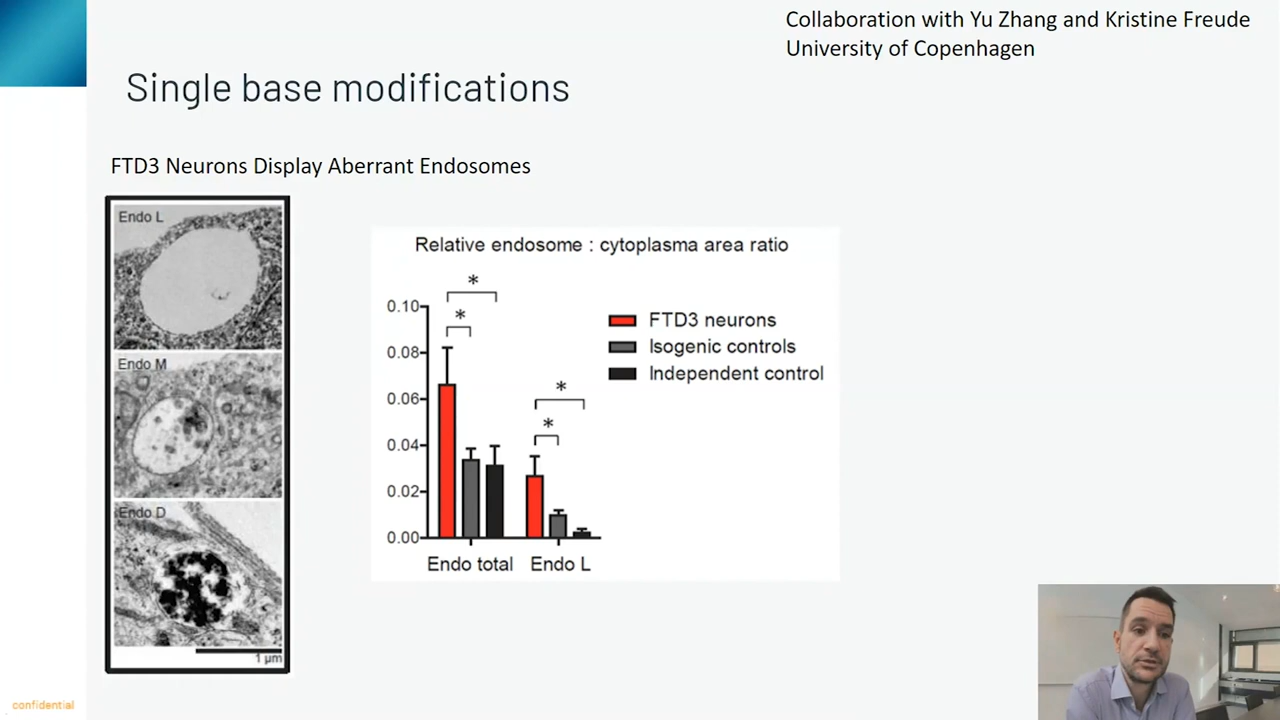 Collaboration with Yu Zhang and Kristine Freude
University of Copenhagen
Single base modifications
FTD3 Neurons Display Aberrant Endosomes
Endo L
Endo M
Endo D
1 µm
Relative endosome : cytoplasma area ratio
* *
* *
0.10
0.08
0.06
0.04
0.02
0.00
Endo total Endo L
FTD3 neurons
Isogenic controls
Independent control
confidential